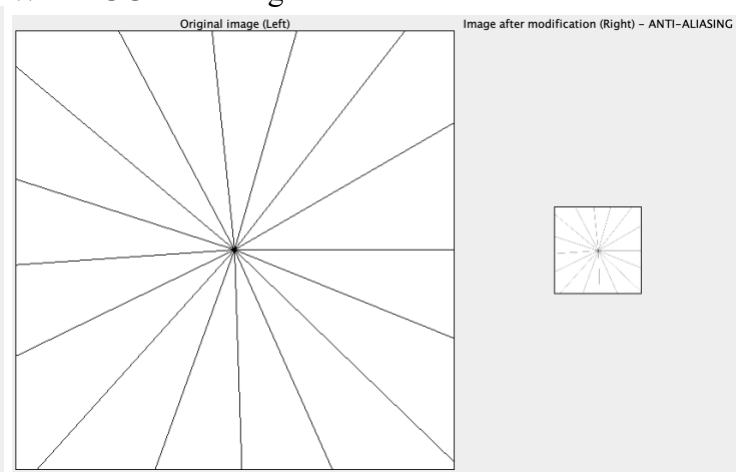 Original image (Left)
Image after modification (Right) – ANTI-ALIASING